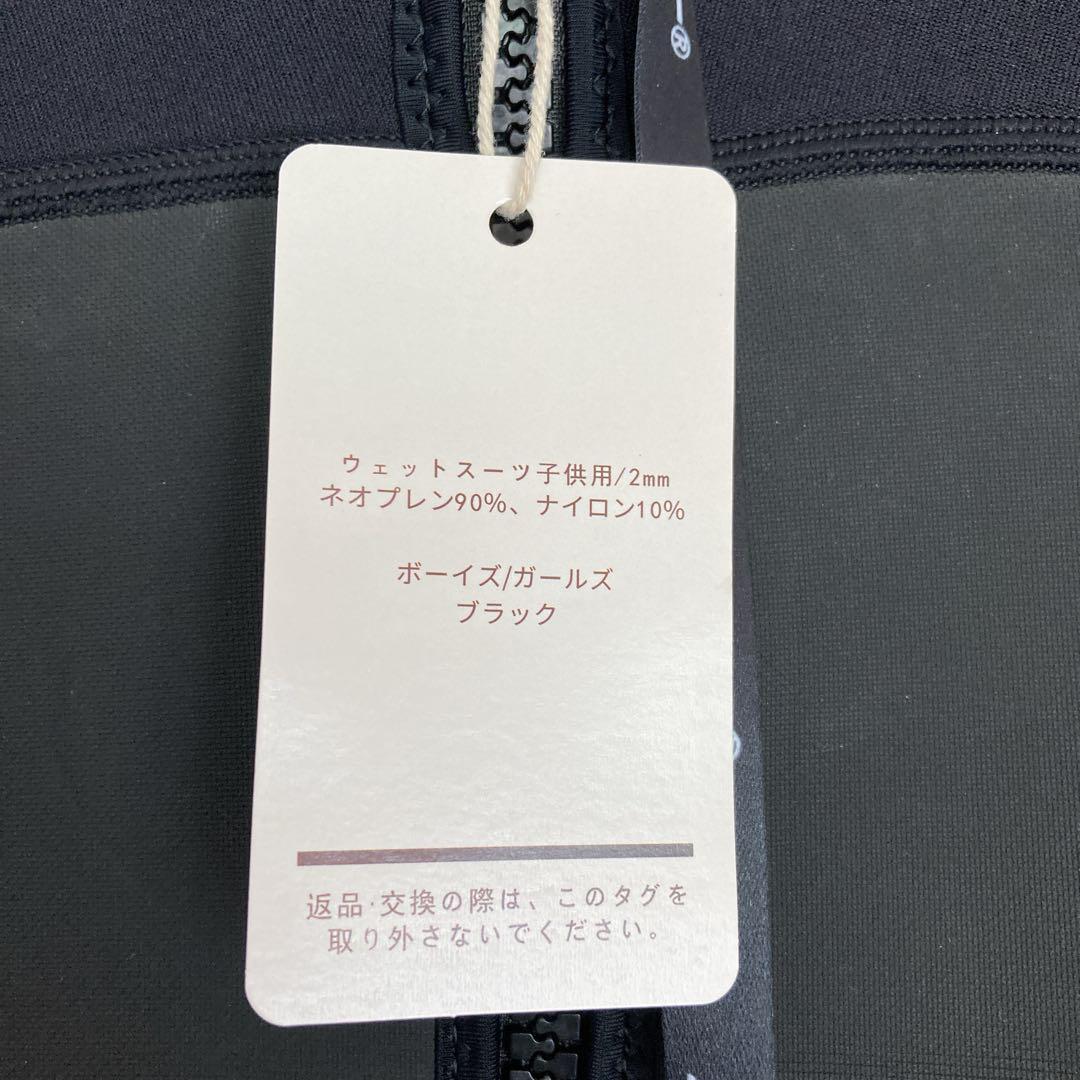 ー®
ウェットスーツ子供用/2mm
ネオプレン90%、ナイロン10%
ボーイズ/ガールズ
ブラック
®
返品·交換の際は、このタグを
取り外さないでください。